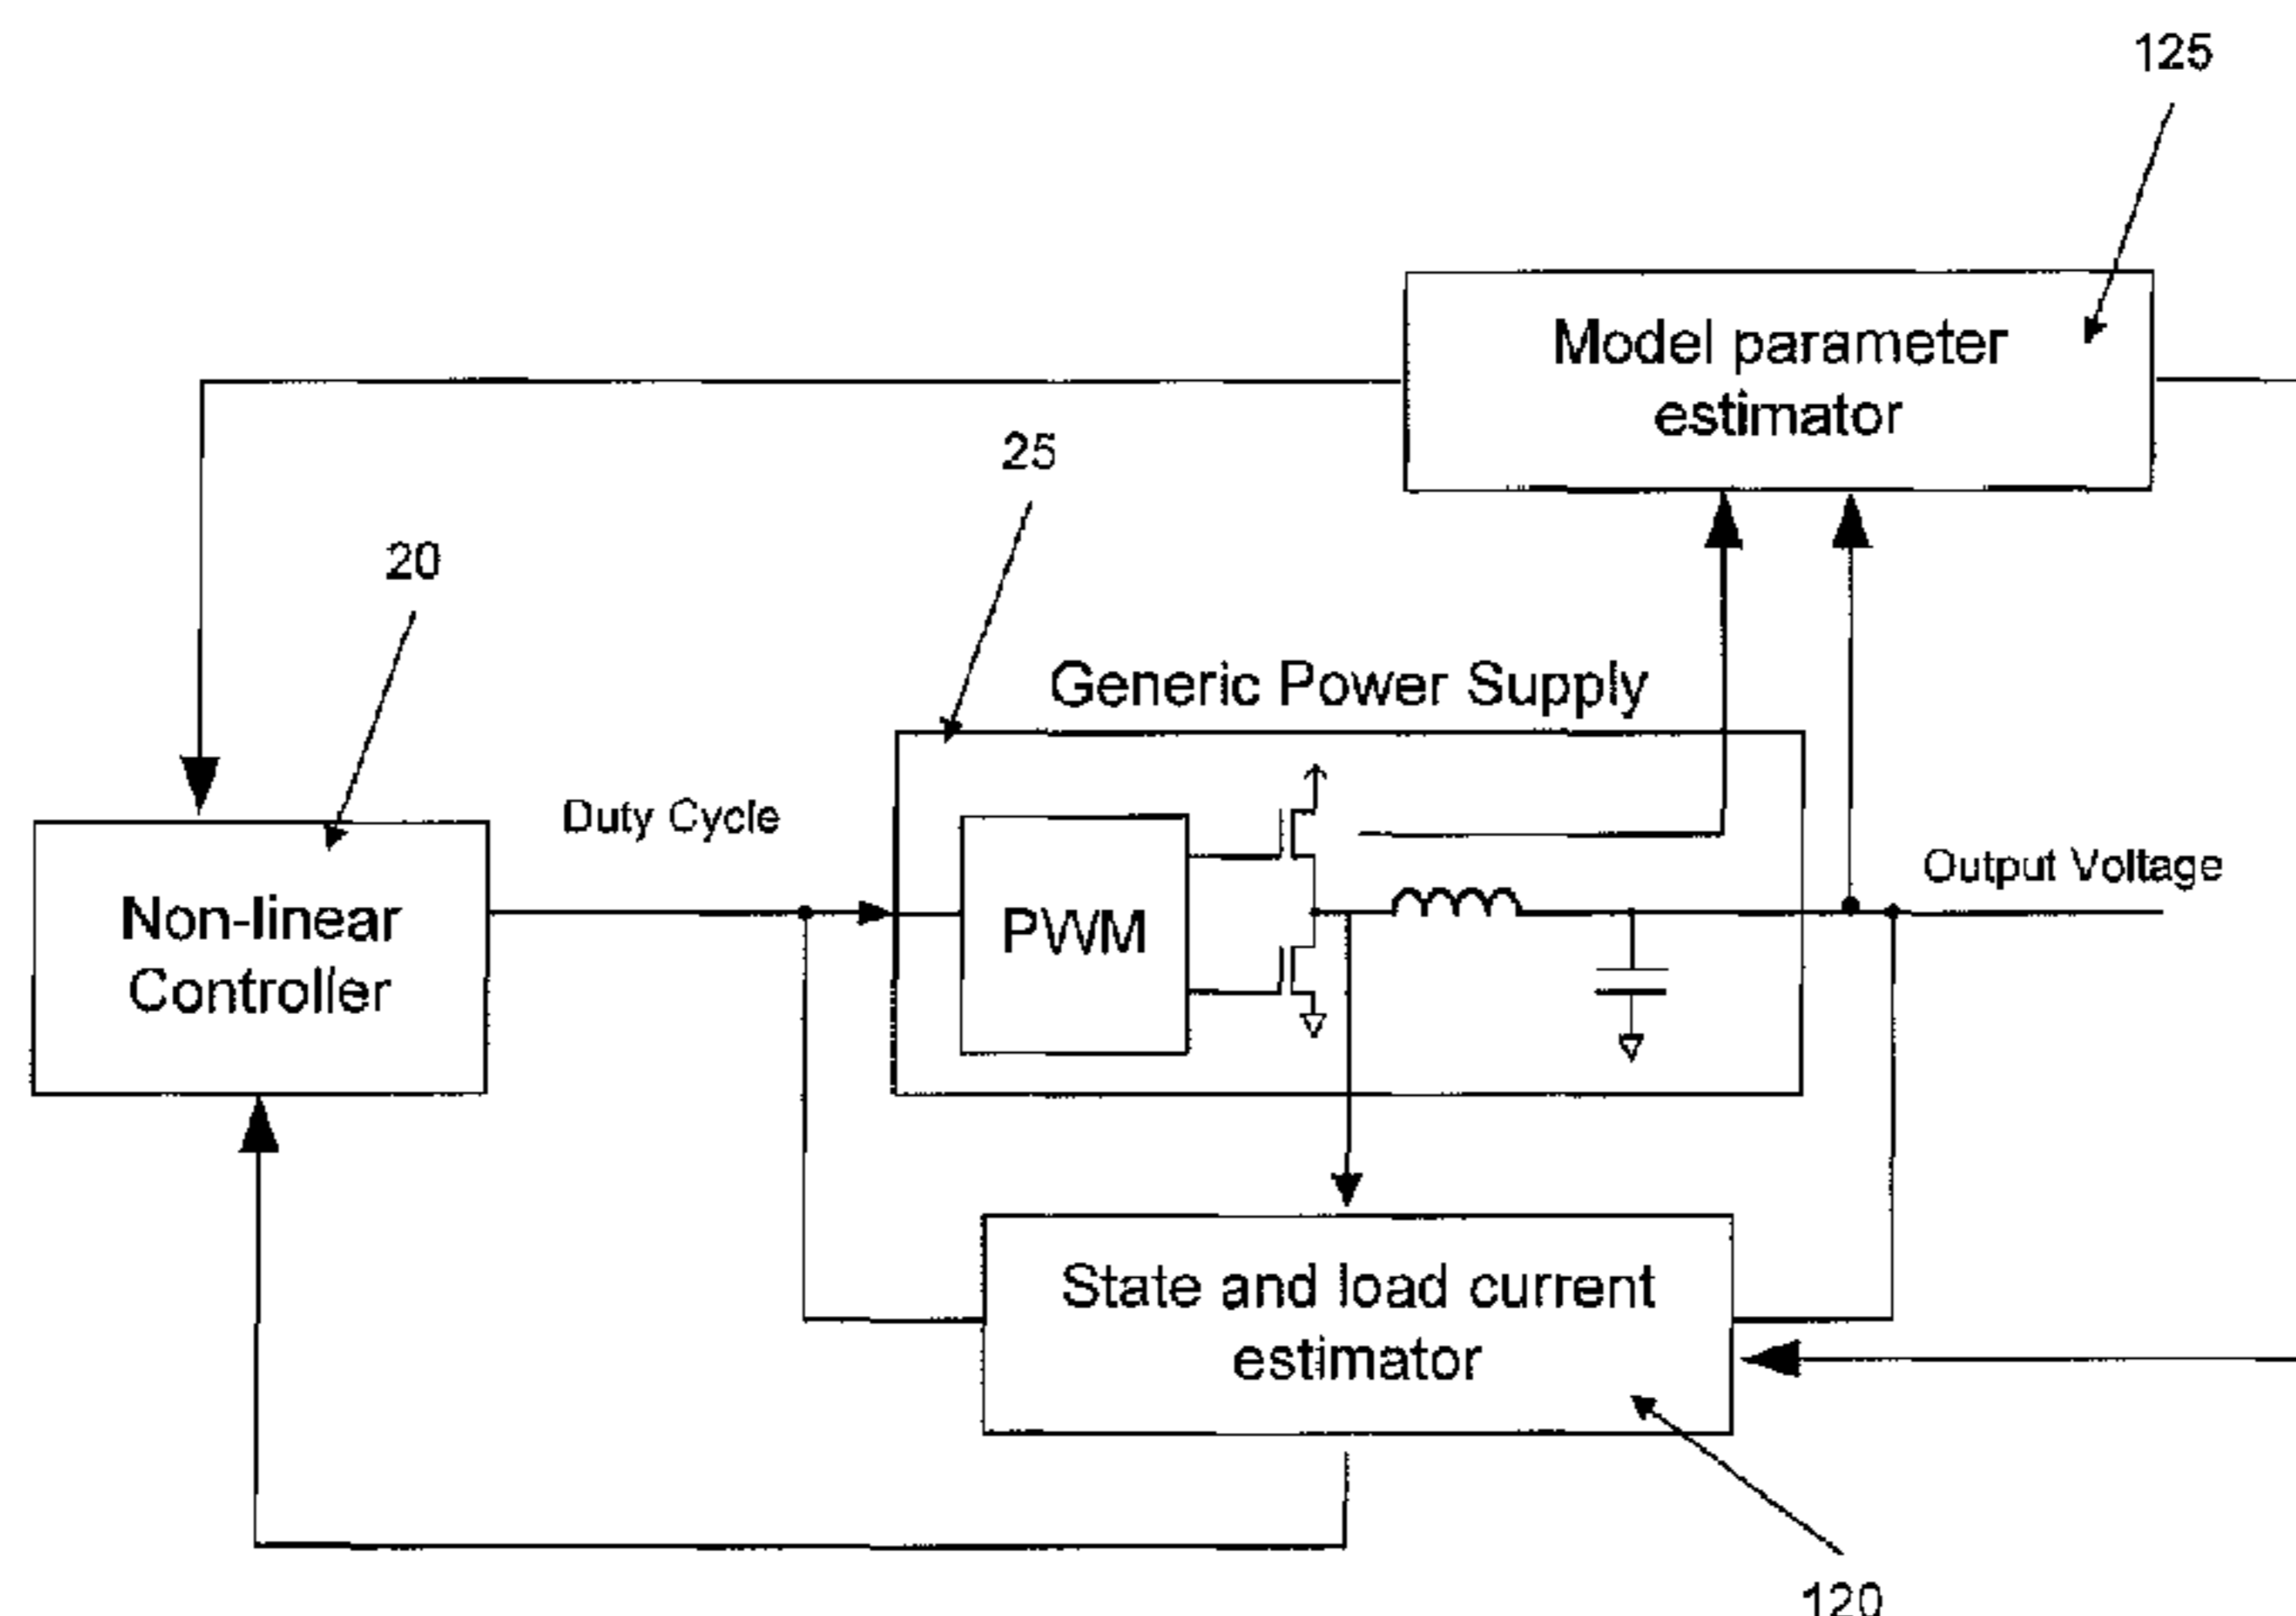 125
Model parameter
estimator
25
20
Generic Power Supply
Duty Cycle
Output Voltage
Non-linear
Controller
PWM
State and load current
estimator
120